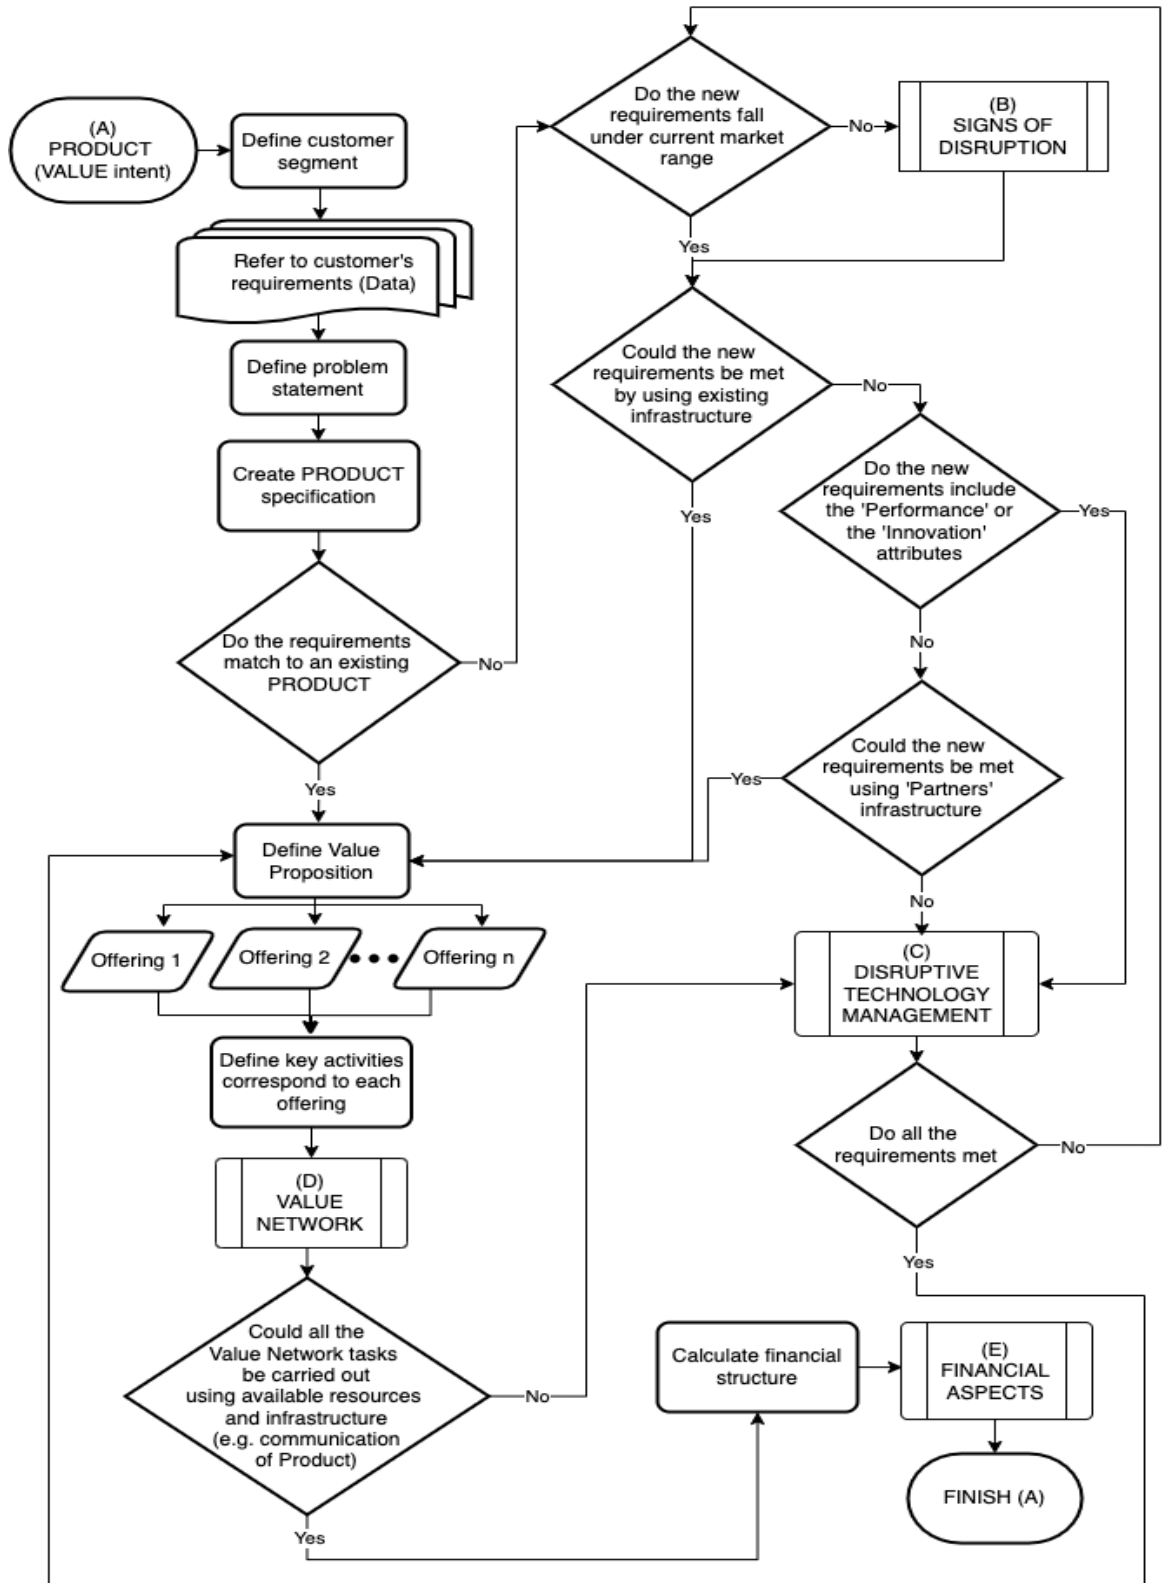 (A)
PRODUCT
(VALUE intent)
Define customer
segment
Refer to customer's
requirements (Data)
Define problem
statement
Create PRODUCT
specification
Do the requirements
match to an existing
PRODUCT
No
Yes
Do the new
requirements fall
under current market
range
No
(B)
SIGNS OF
DISRUPTION
Yes
Could the new
requirements be met
by using existing
infrastructure
No
Yes
Do the new
requirements include
the 'Performance' or
the 'Innovation'
attributes
Yes
No
Could the new
requirements be met
using 'Partners'
infrastructure
Yes
No
Define Value
Proposition
Offering 1
Offering 2
Offering n
Define key activities
correspond to each
offering
(D)
VALUE
NETWORK
Could all the
Value Network tasks
be carried out
using available resources
and infrastructure
(e.g. communication
of Product)
No
Yes
(C)
DISRUPTIVE
TECHNOLOGY
MANAGEMENT
Do all the
requirements met
No
Yes
Calculate financial
structure
(E)
FINANCIAL
ASPECTS
FINISH (A)